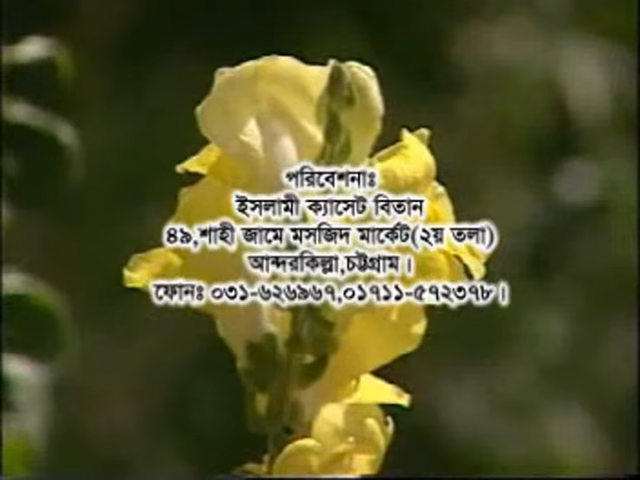 পরিবেশনাঃ
ইসলামী ক্যাসেট বিতান
৪৯,শাহী জামে মসজিদ মার্কেট(২য় তলা)
আন্দরকিল্লা,চট্টগ্রাম।
ফোনঃ ০৩১-৬২৬৯৬৭,০১৭১১-৫৭২৩৭৮।